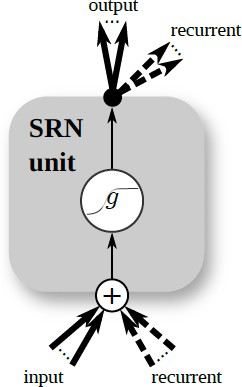 output
...
recurrent
...
SRN
unit
g
+
...
...
input
recurrent